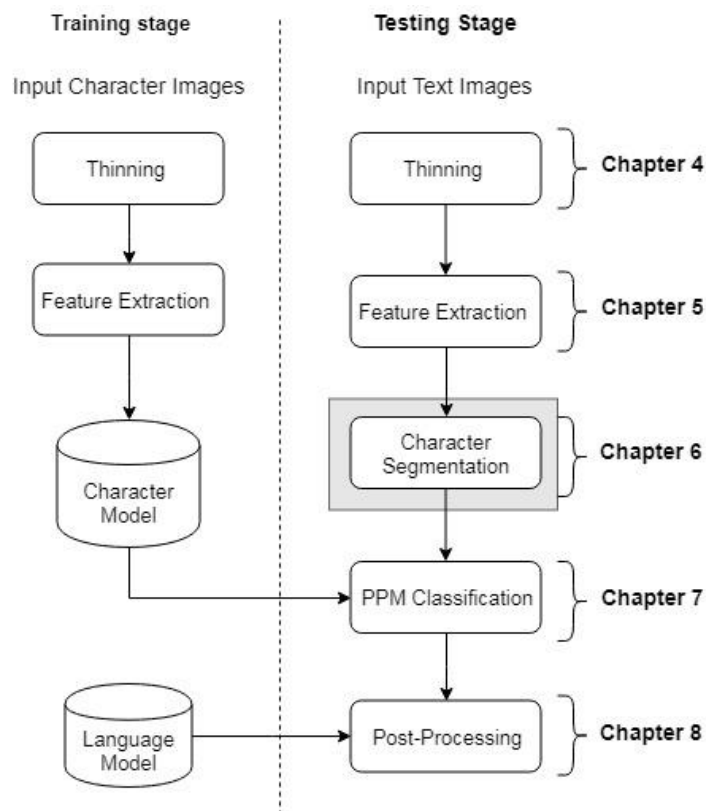 Training stage
Testing Stage
Input Character Images
Input Text Images
Thinning
Thinning
Chapter 4
Feature Extraction
Feature Extraction
Chapter 5
Character
Segmentation
Chapter 6
Character
Model
PPM Classification
Chapter 7
Language
Model
Post-Processing
Chapter 8